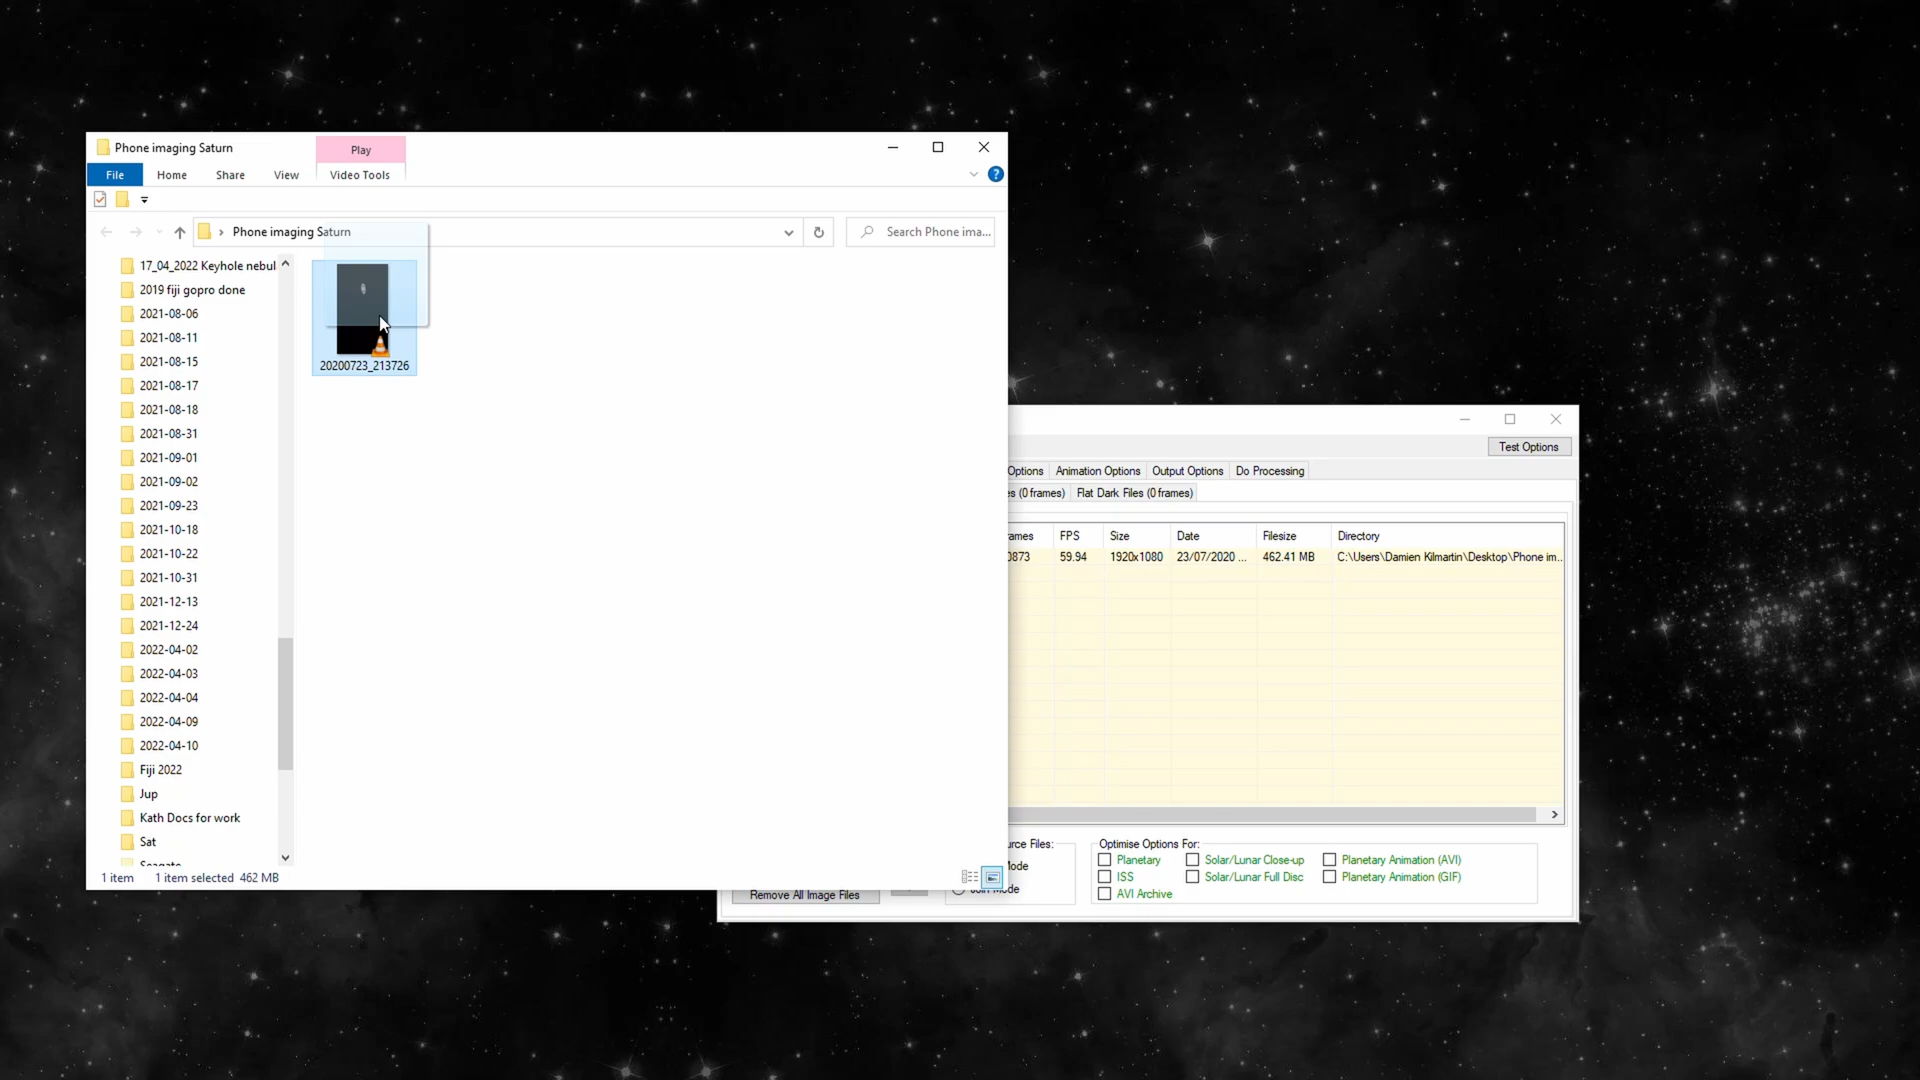 Phone imaging Saturn
Play
File
Home
Share
View
Video Tools
?
Phone imaging Saturn
Search Phone ima...
17_04_2022 Keyhole nebul
2019 fiji gopro done
2021-08-06
2021-08-11
2021-08-15
2021-08-17
2021-08-18
2021-08-31
2021-09-01
2021-09-02
2021-09-23
2021-10-18
2021-10-22
2021-10-31
2021-12-13
2021-12-24
2022-04-02
2022-04-03
2022-04-04
2022-04-09
2022-04-10
Fiji 2022
Jup
Kath Docs for work
Sat
Seagate
20200723_213726
1 item
1 item selected 462 MB
Test Options
Options
Animation Options
Output Options
Do Processing
es (0 frames)
Flat Dark Files (0 frames)
ames
FPS
Size
Date
Filesize
Directory
0873
59.94
1920x1080
23/07/2020 ...
462.41 MB
C:\Users\Damien Kilmartin\Desktop\Phone im...
urce Files:
lode
Join Mode
Remove All Image Files
Optimise Options For:
Planetary
Solar/Lunar Close-up
Planetary Animation (AVI)
ISS
Solar/Lunar Full Disc
Planetary Animation (GIF)
AVI Archive